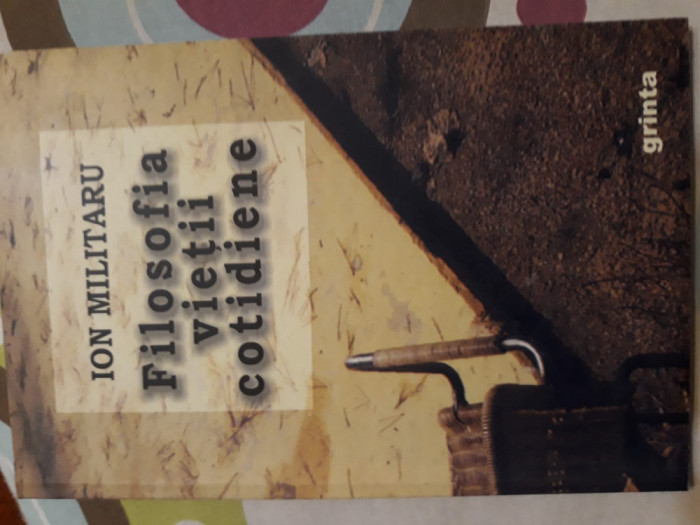 ION MILITARU
Filosofia
vieții
cotidiene
grinta